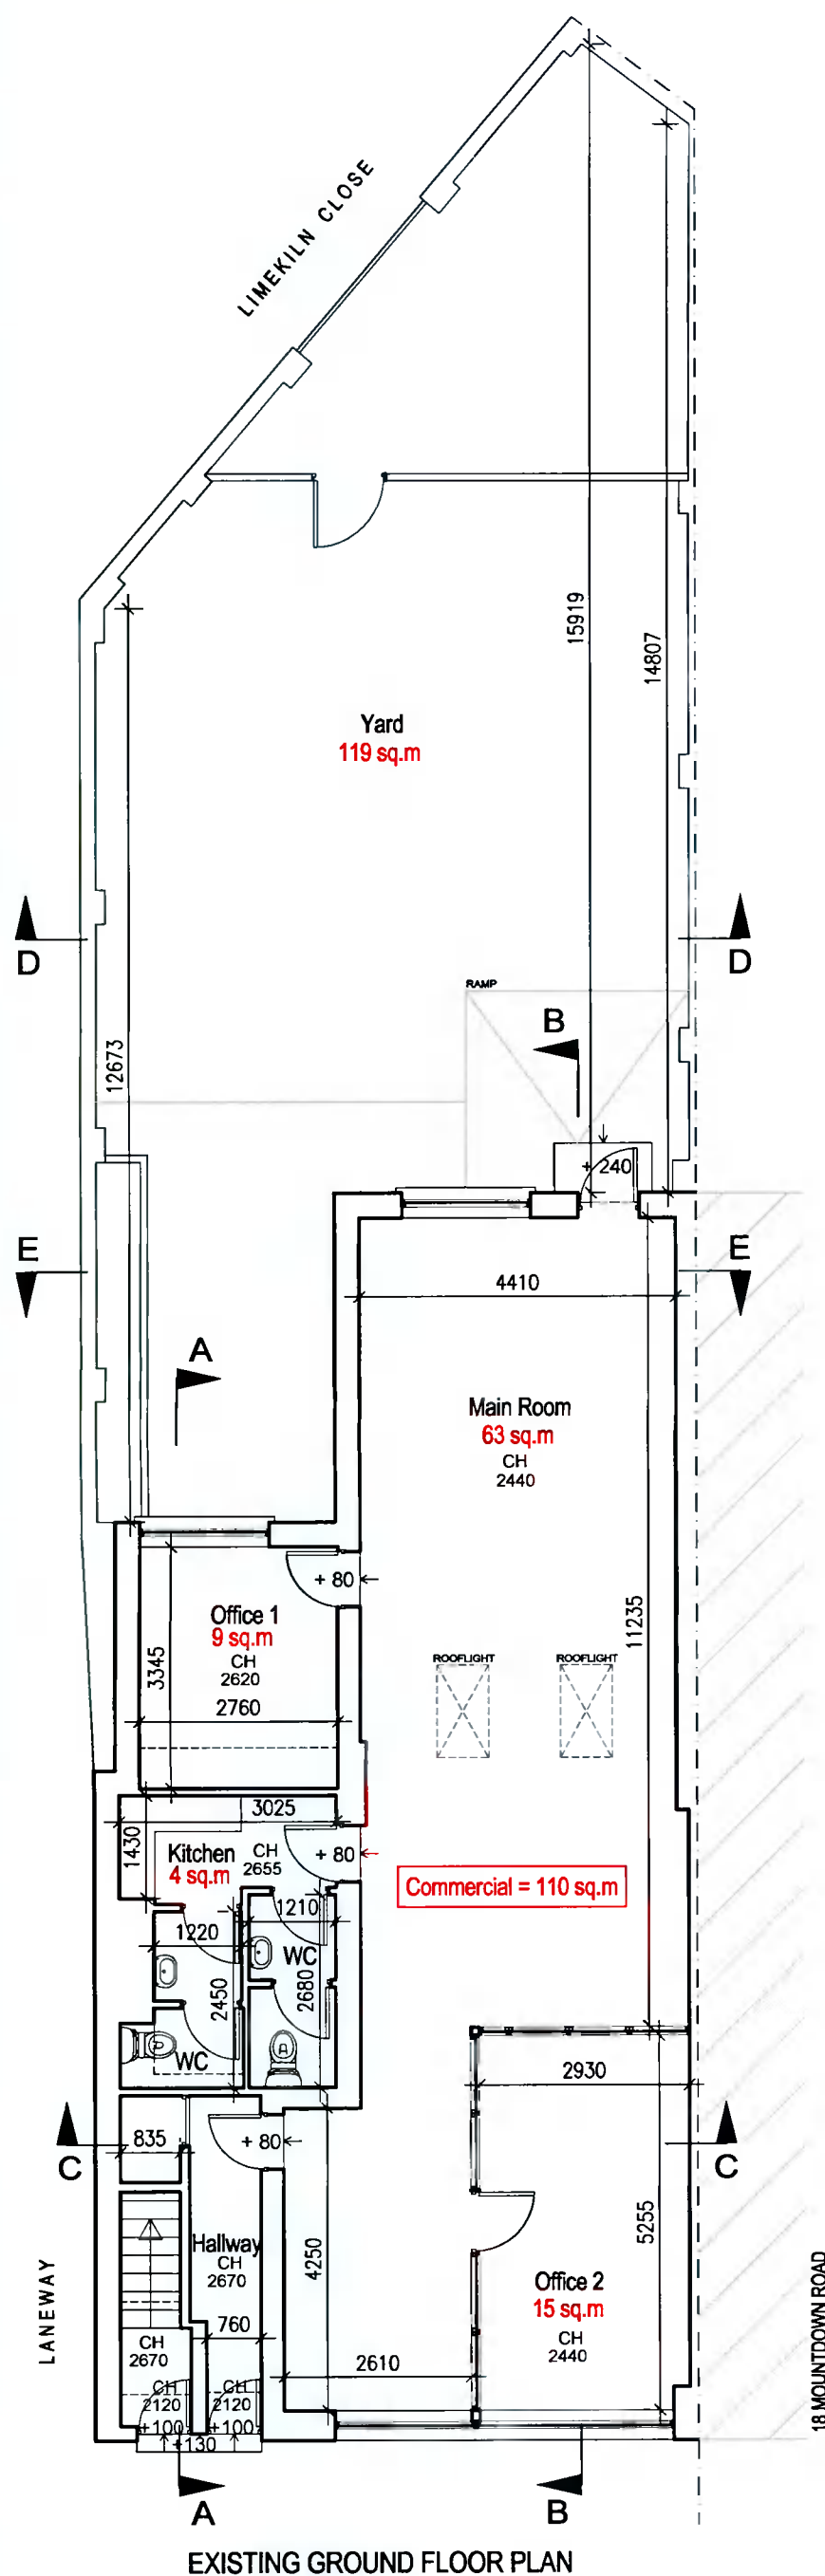 LIMEKILN CLOSE
15919
14807
Yard
119 sq.m
D
D
RAMP
B
12673
+ 240
E
E
4410
A
Main Room
63 sq.m
CH
2440
+ 80
11235
Office 1
9 sq.m
CH
2620
3345
2760
ROOFLIGHT
ROOFLIGHT
3025
1430
Kitchen
4 sq.m
CH
2655
+ 80
Commercial = 110 sq.m
1210
1220
WC
2450
2680
WC
2930
C
835
+ 80
C
5255
Hallway
CH
2670
4250
LANEWAY
760
CH
2670
Office 2
15 sq.m
CH
2440
2610
CH
2120
CH
2120
+100
+100
+130
18 MOUNTDOWN ROAD
A
B
EXISTING GROUND FLOOR PLAN